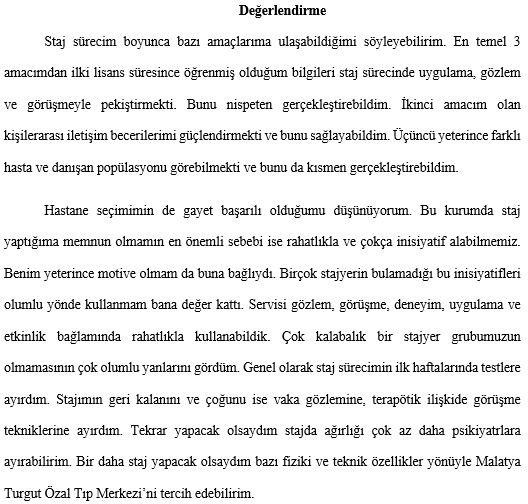 Değerlendirme
Staj sürecim boyunca bazı amaçlarıma ulaşabildiğimi söyleyebilirim. En temel 3
amacımdan ilki lisans süresince öğrenmiş olduğum bilgileri staj sürecinde uygulama, gözlem
ve görüşmeyle pekiştirmekti. Bunu nispeten gerçekleştirebildim. İkinci amacım olan
kişilerarası iletişim becerilerimi güçlendirmekti ve bunu sağlayabildim. Üçüncü yeterince farklı
hasta ve danışan popülasyonu görebilmekti ve bunu da kısmen gerçekleştirebildim.
Hastane seçimimin de gayet başarılı olduğumu düşünüyorum. Bu kurumda staj
yaptığıma memnun olmamın en önemli sebebi ise rahatlıkla ve çokça inisiyatif alabilmemiz.
Benim yeterince motive olmam da buna bağlıydı. Birçok stajyerin bulamadığı bu inisiyatifleri
olumlu yönde kullanmam bana değer kattı. Servisi gözlem, görüşme, deneyim, uygulama ve
etkinlik bağlamında rahatlıkla kullanabildik. Çok kalabalık bir stajyer grubumuzun
olmamasının çok olumlu yanlarını gördüm. Genel olarak staj sürecimin ilk haftalarında testlere
ayırdım. Stajımın geri kalanını ve çoğunu ise vaka gözlemine, terapötik ilişkide görüşme
tekniklerine ayırdım. Tekrar yapacak olsaydım stajda ağırlığı çok az daha psikiyatrlara
ayırabilirim. Bir daha staj yapacak olsaydım bazı fiziki ve teknik özellikler yönüyle Malatya
Turgut Özal Tıp Merkezi’ni tercih edebilirim.